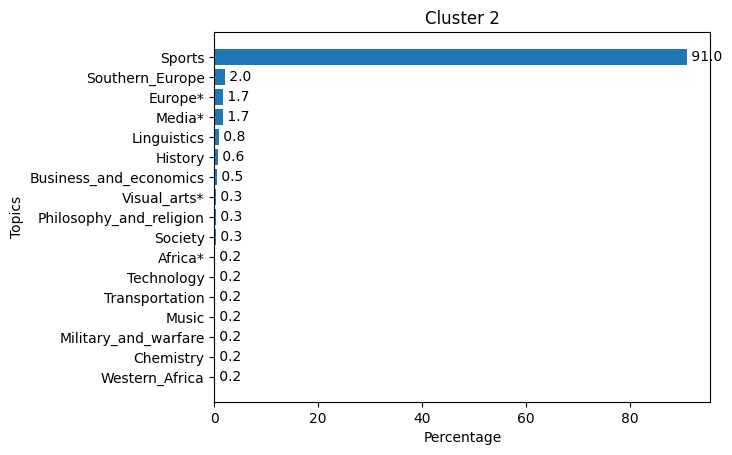 Cluster 2
Topics
Sports 91.0
Southern_Europe 2.0
Europe* 1.7
Media* 1.7
Linguistics 0.8
History 0.6
Business_and_economics 0.5
Visual_arts* 0.3
Philosophy_and_religion 0.3
Society 0.3
Africa* 0.2
Technology 0.2
Transportation 0.2
Music 0.2
Military_and_warfare 0.2
Chemistry 0.2
Western_Africa 0.2
0 20 40 60 80
Percentage